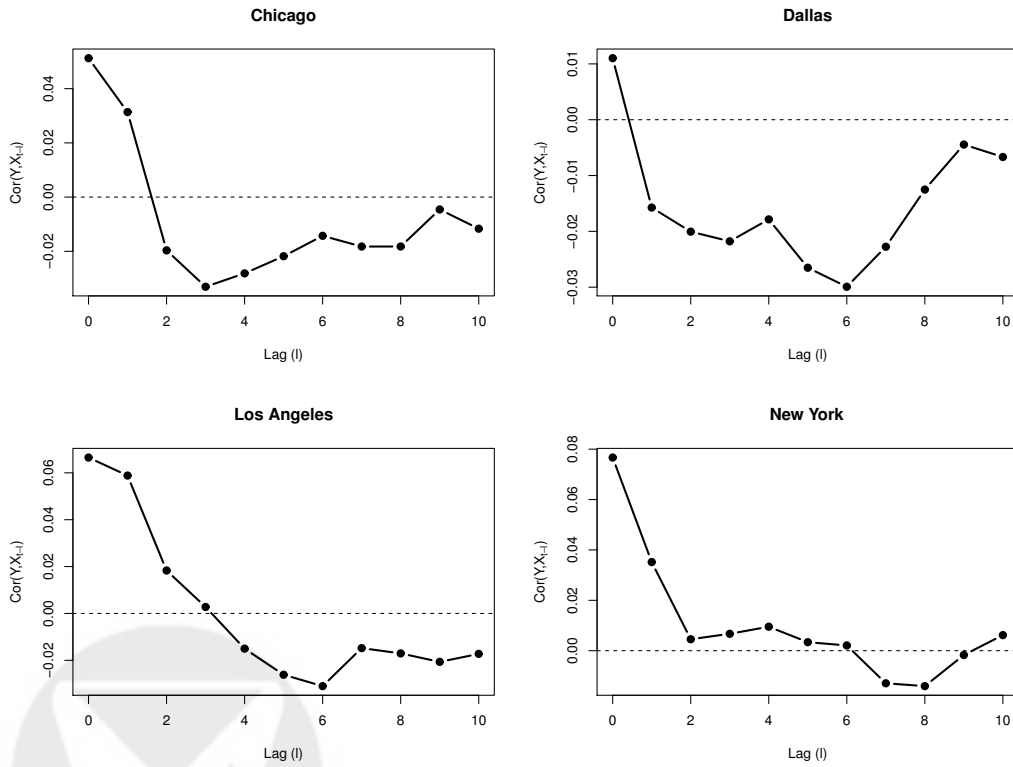 Chicago
Cor(Y,Xt−l)
0.04
0.02
0.00
−0.02
0 2 4 6 8 10
Lag (l)
Dallas
Cor(Y,Xt−l)
0.01
0.00
−0.01
−0.02
−0.03
0 2 4 6 8 10
Lag (l)
Los Angeles
Cor(Y,Xt−l)
0.06
0.04
0.02
0.00
−0.02
0 2 4 6 8 10
Lag (l)
New York
Cor(Y,Xt−l)
0.08
0.06
0.04
0.02
0.00
0 2 4 6 8 10
Lag (l)